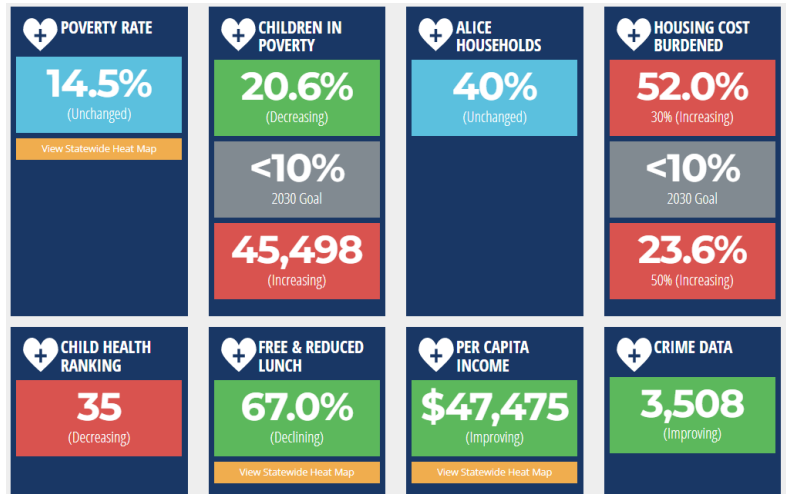 POVERTY RATE
14.5%
(Unchanged)
View Statewide Heat Map
CHILDREN IN
POVERTY
20.6%
(Decreasing)
<10%
2030 Goal
45,498
(Increasing)
ALICE
HOUSEHOLDS
40%
(Unchanged)
HOUSING COST
BURDENED
52.0%
30% (Increasing)
<10%
2030 Goal
23.6%
50% (Increasing)
CHILD HEALTH
RANKING
35
(Decreasing)
FREE & REDUCED
LUNCH
67.0%
(Declining)
View Statewide Heat Map
PER CAPITA
INCOME
$47,475
(Improving)
View Statewide Heat Map
CRIME DATA
3,508
(Improving)